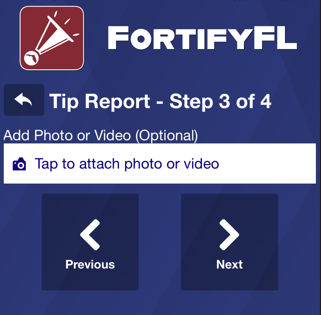 FORTIFYFL
Tip Report - Step 3 of 4
Add Photo or Video (Optional)
Tap to attach photo or video
Previous
Next